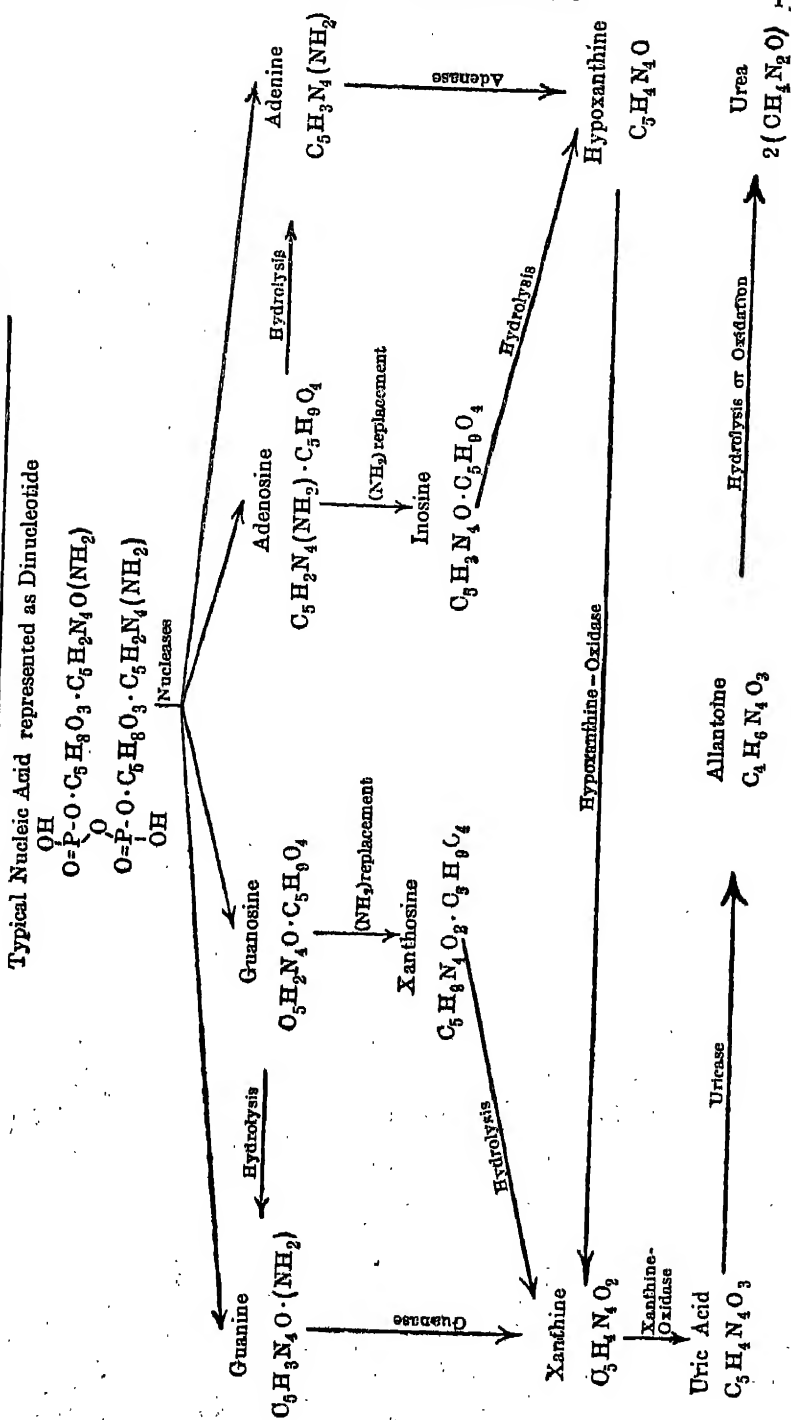 Typical Nucleic Acid represented as Dinucleotide
OH
O=P-O·C5H8O3·C5H2N4O(NH2)
O
O=P-O·C5H8O3·C5H2N4(NH2)
OH
Nucleases
Guanine
C5H3N4O·(NH2)
Hydrolysis
Guanosine
C5H2N4O·C5H9O4
Adenosine
C5H2N4(NH2)·C5H9O4
Hydrolysis
Adenine
C5H3N4(NH2)
Guanase
(NH2)replacement
(NH2)replacement
Adenase
Xanthosine
C5H3N4O2·C5H9O4
Inosine
C5H3N4O·C5H9O4
Hydrolysis
Hydrolysis
Xanthine
C5H4N4O2
Hypoxanthine-Oxidase
Hypoxanthine
C5H4N4O
Xanthine-
Oxidase
Uric Acid
C5H4N4O3
Uricase
Allantoine
C4H6N4O3
Hydrolysis or Oxidation
Urea
2(CH4N2O)